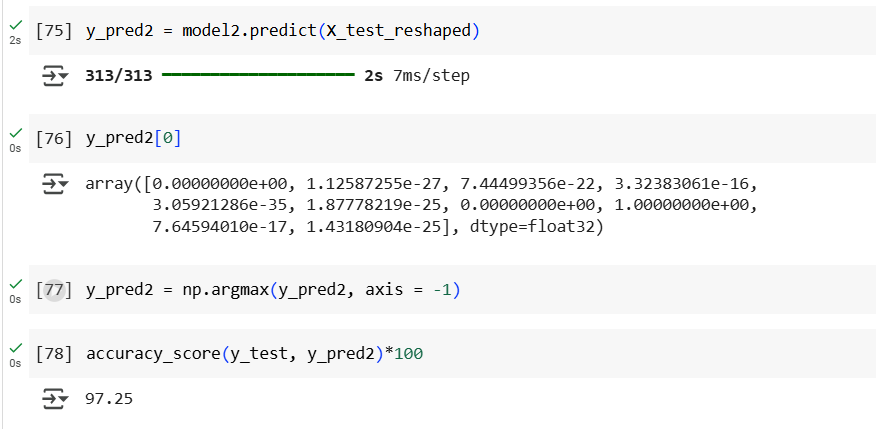 [75] y_pred2 = model2.predict(X_test_reshaped)
2s
313/313 ━━━━━━━━━━━━━━━━━━━━ 2s 7ms/step
[76] y_pred2[0]
0s
array([0.00000000e+00, 1.12587255e-27, 7.44499356e-22, 3.32383061e-16,
3.05921286e-35, 1.87778219e-25, 0.00000000e+00, 1.00000000e+00,
7.64594010e-17, 1.43180904e-25], dtype=float32)
[77] y_pred2 = np.argmax(y_pred2, axis = -1)
0s
[78] accuracy_score(y_test, y_pred2)*100
0s
97.25